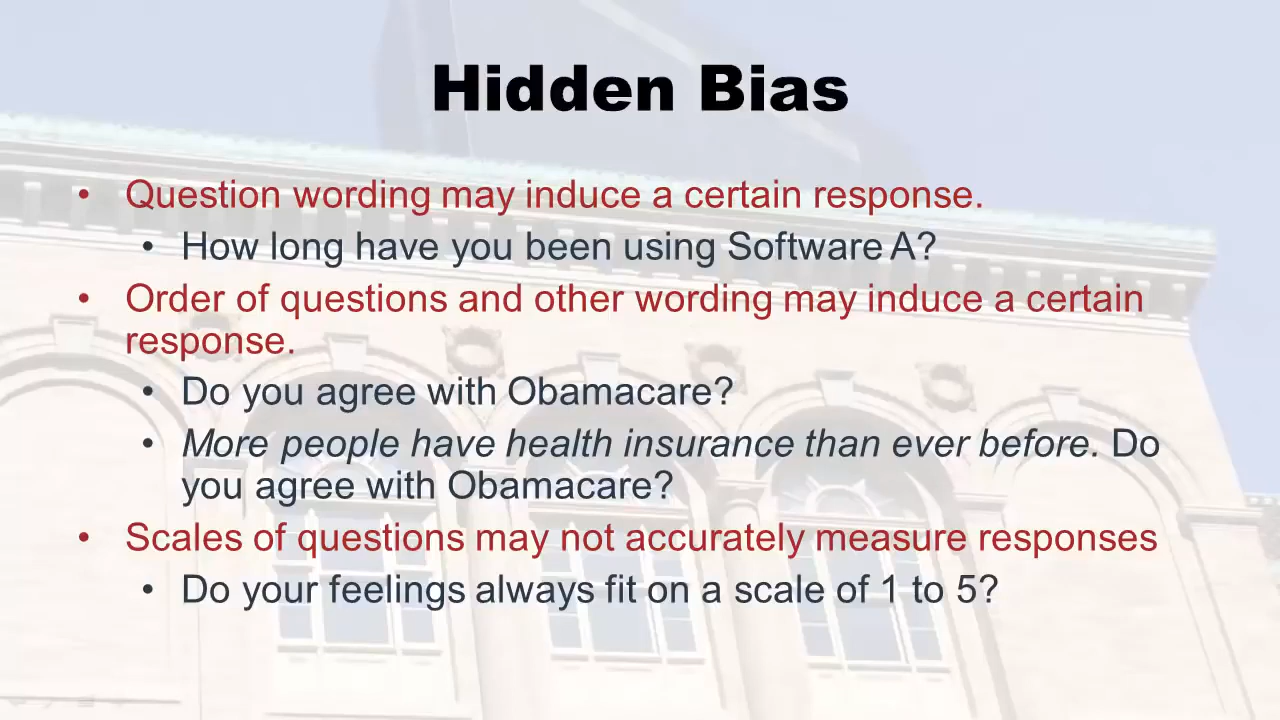 Hidden Bias
• Question wording may induce a certain response.
• How long have you been using Software A?
• Order of questions and other wording may induce a certain
response.
• Do you agree with Obamacare?
• More people have health insurance than ever before. Do
you agree with Obamacare?
• Scales of questions may not accurately measure responses
• Do your feelings always fit on a scale of 1 to 5?